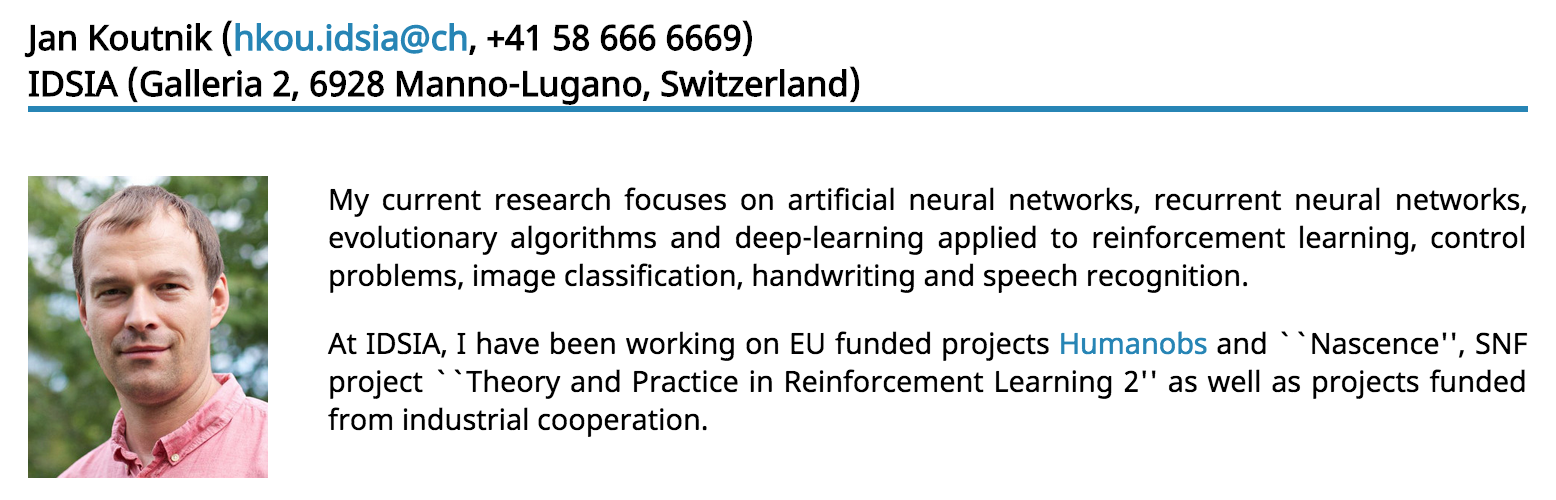 Jan Koutnik (hkou.idsia@ch, +41 58 666 6669)
IDSIA (Galleria 2, 6928 Manno-Lugano, Switzerland)
My current research focuses on artificial neural networks, recurrent neural networks,
evolutionary algorithms and deep-learning applied to reinforcement learning, control
problems, image classification, handwriting and speech recognition.
At IDSIA, I have been working on EU funded projects Humanobs and ``Nascence'', SNF
project ``Theory and Practice in Reinforcement Learning 2'' as well as projects funded
from industrial cooperation.